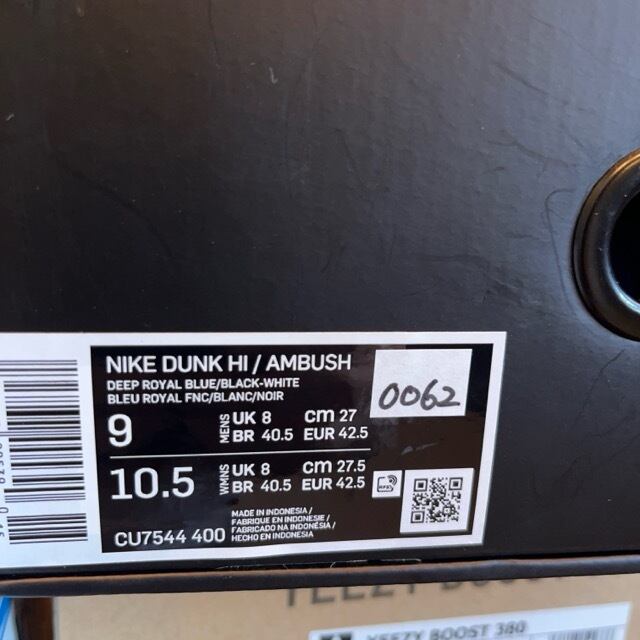 NIKE DUNK HI / AMBUSH
DEEP ROYAL BLUE/BLACK-WHITE
BLEU ROYAL FNC/BLANC/NOIR
0062
9 MENS UK 8 cm 27
BR 40.5 EUR 42.5
10.5 WMNS UK 8 cm 27.5
BR 40.5 EUR 42.5
CU7544 400
MADE IN INDONESIA /
FABRIQUE EN INDONESIE /
FABRICADO NA INDONÉSIA /
HECHO EN INDONESIA
YEEZY BOOST 380